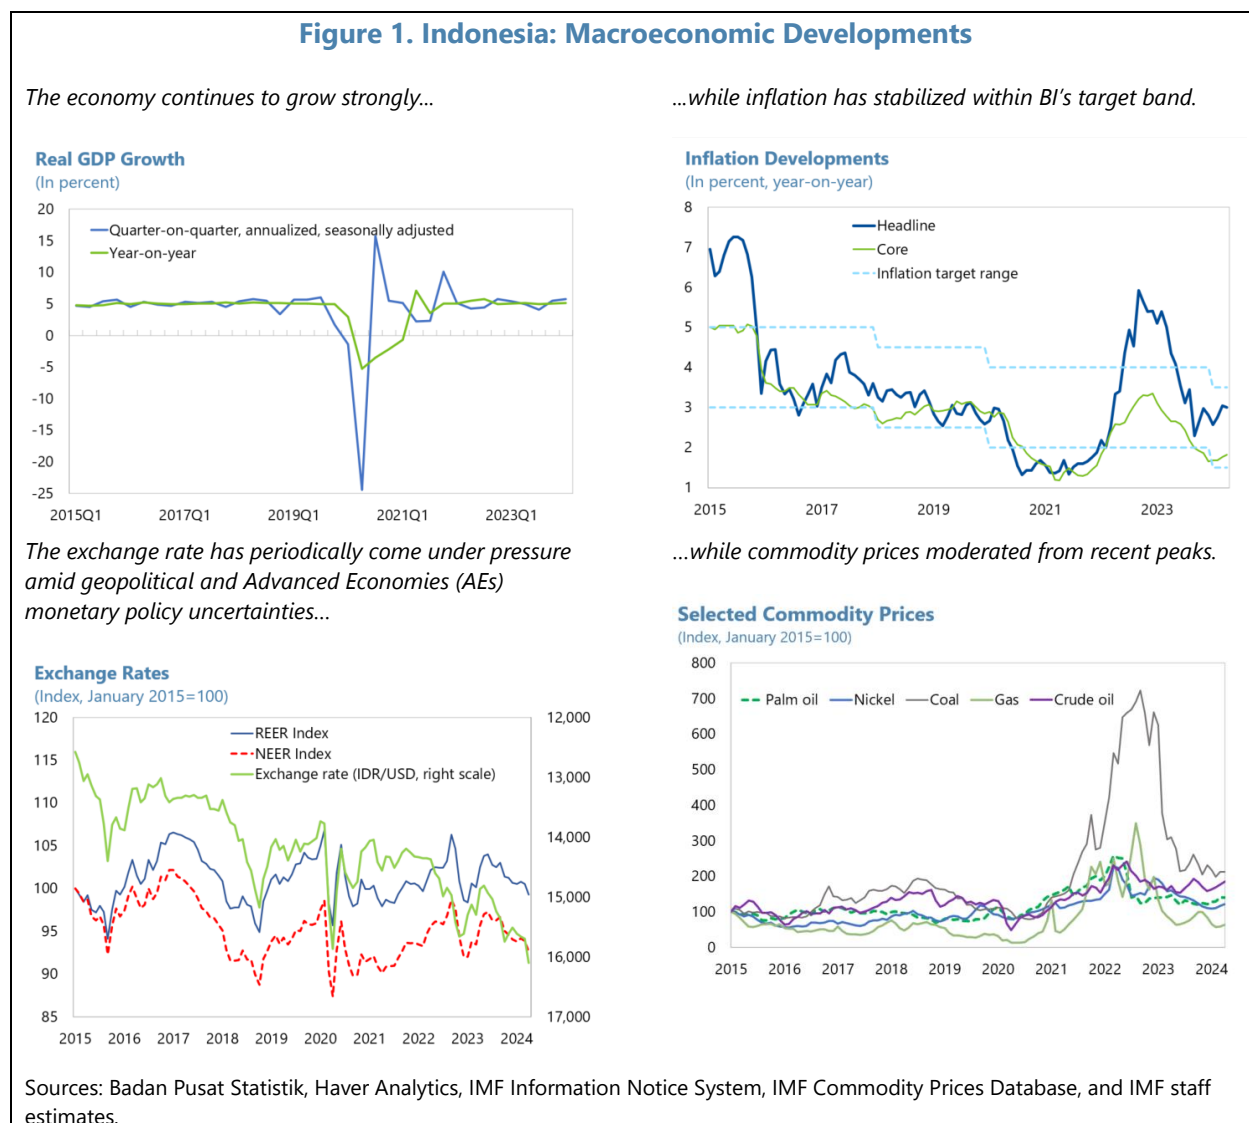 Figure 1. Indonesia: Macroeconomic Developments
The economy continues to grow strongly...
...while inflation has stabilized within BI's target band.
Real GDP Growth
(In percent)
20
15
10
5
0
-5
-10
-15
-20
-25
Quarter-on-quarter, annualized, seasonally adjusted
Year-on-year
2015Q1
2017Q1
2019Q1
2021Q1
2023Q1
Inflation Developments
(In percent, year-on-year)
8
7
6
5
4
3
2
1
Headline
Core
Inflation target range
2015
2017
2019
2021
2023
The exchange rate has periodically come under pressure
amid geopolitical and Advanced Economies (AEs)
monetary policy uncertainties...
...while commodity prices moderated from recent peaks.
Exchange Rates
(Index, January 2015=100)
120
115
110
105
100
95
90
85
REER Index
NEER Index
Exchange rate (IDR/USD, right scale)
12,000
13,000
14,000
15,000
16,000
17,000
2015
2016
2017
2018
2019
2020
2021
2022
2023
2024
Selected Commodity Prices
(Index, January 2015=100)
800
700
600
500
400
300
200
100
0
Palm oil
Nickel
Coal
Gas
Crude oil
2015
2016
2017
2018
2019
2020
2021
2022
2023
2024
Sources: Badan Pusat Statistik, Haver Analytics, IMF Information Notice System, IMF Commodity Prices Database, and IMF staff
estimates.